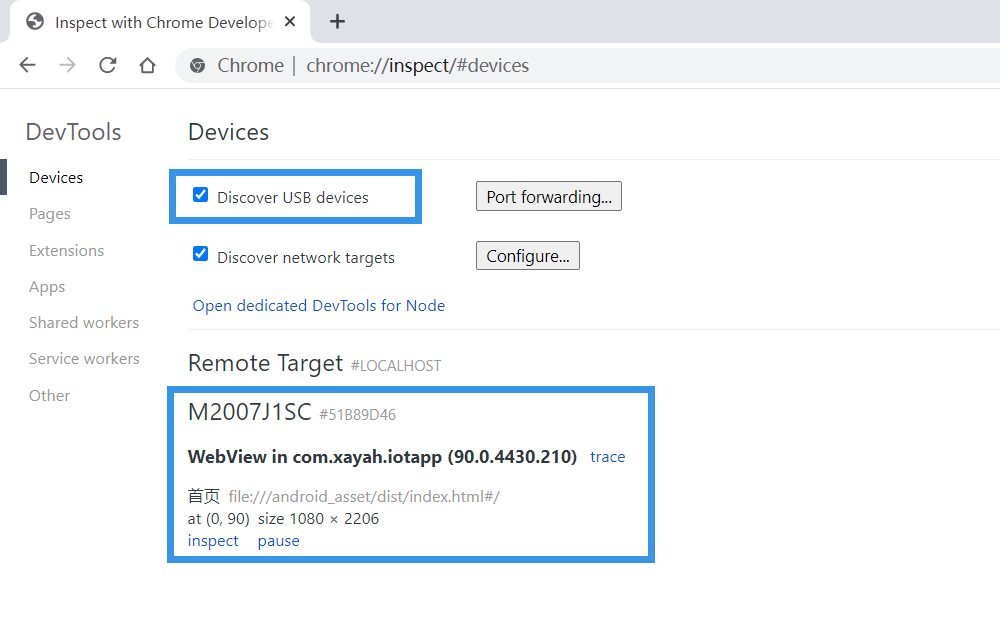 Inspect with Chrome Develope
Chrome | chrome://inspect/#devices
DevTools
Devices
Pages
Extensions
Apps
Shared workers
Service workers
Other
Devices
Discover USB devices
Port forwarding...
Discover network targets
Configure...
Open dedicated DevTools for Node
Remote Target #LOCALHOST
M2007J1SC #51B89D46
WebView in com.xayah.iotapp (90.0.4430.210) trace
首页 file:///android_asset/dist/index.html#/
at (0, 90) size 1080 × 2206
inspect pause